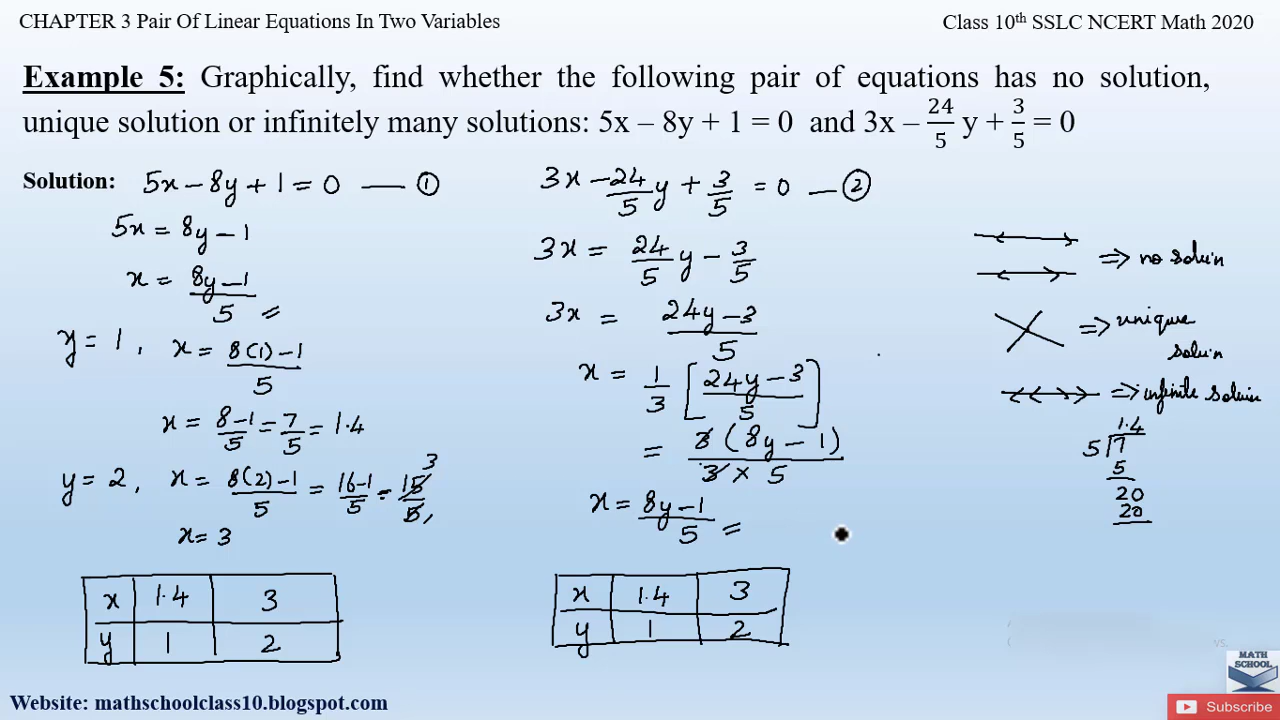 CHAPTER 3 Pair Of Linear Equations In Two Variables
Class 10th SSLC NCERT Math 2020
Example 5: Graphically, find whether the following pair of equations has no solution,
unique solution or infinitely many solutions: 5x – 8y + 1 = 0 and 3x – 24/5 y + 3/5 = 0
Solution: 5x – 8y + 1 = 0 — ①
5x = 8y – 1
x = 8y – 1 / 5
y = 1, x = 8(1) – 1 / 5
x = 8 – 1 / 5 = 7/5 = 1.4
y = 2, x = 8(2) – 1 / 5 = 16 – 1 / 5 = 15/5 3
x = 3
x 1.4 3
y 1 2
3x – 24/5 y + 3/5 = 0 — ②
3x = 24/5 y – 3/5
3x = 24y – 3 / 5
x = 1/3 [24y – 3 / 5]
= 3(8y – 1) / 3 × 5
x = 8y – 1 / 5
x 1.4 3
y 1 2
⇒ no soluin
⇒ unique
soluin
⇒ infinite soluin
1.4
5 7
5
20
20
vs.
MATH
SCHOOL
Website: mathschoolclass10.blogspot.com
Subscribe